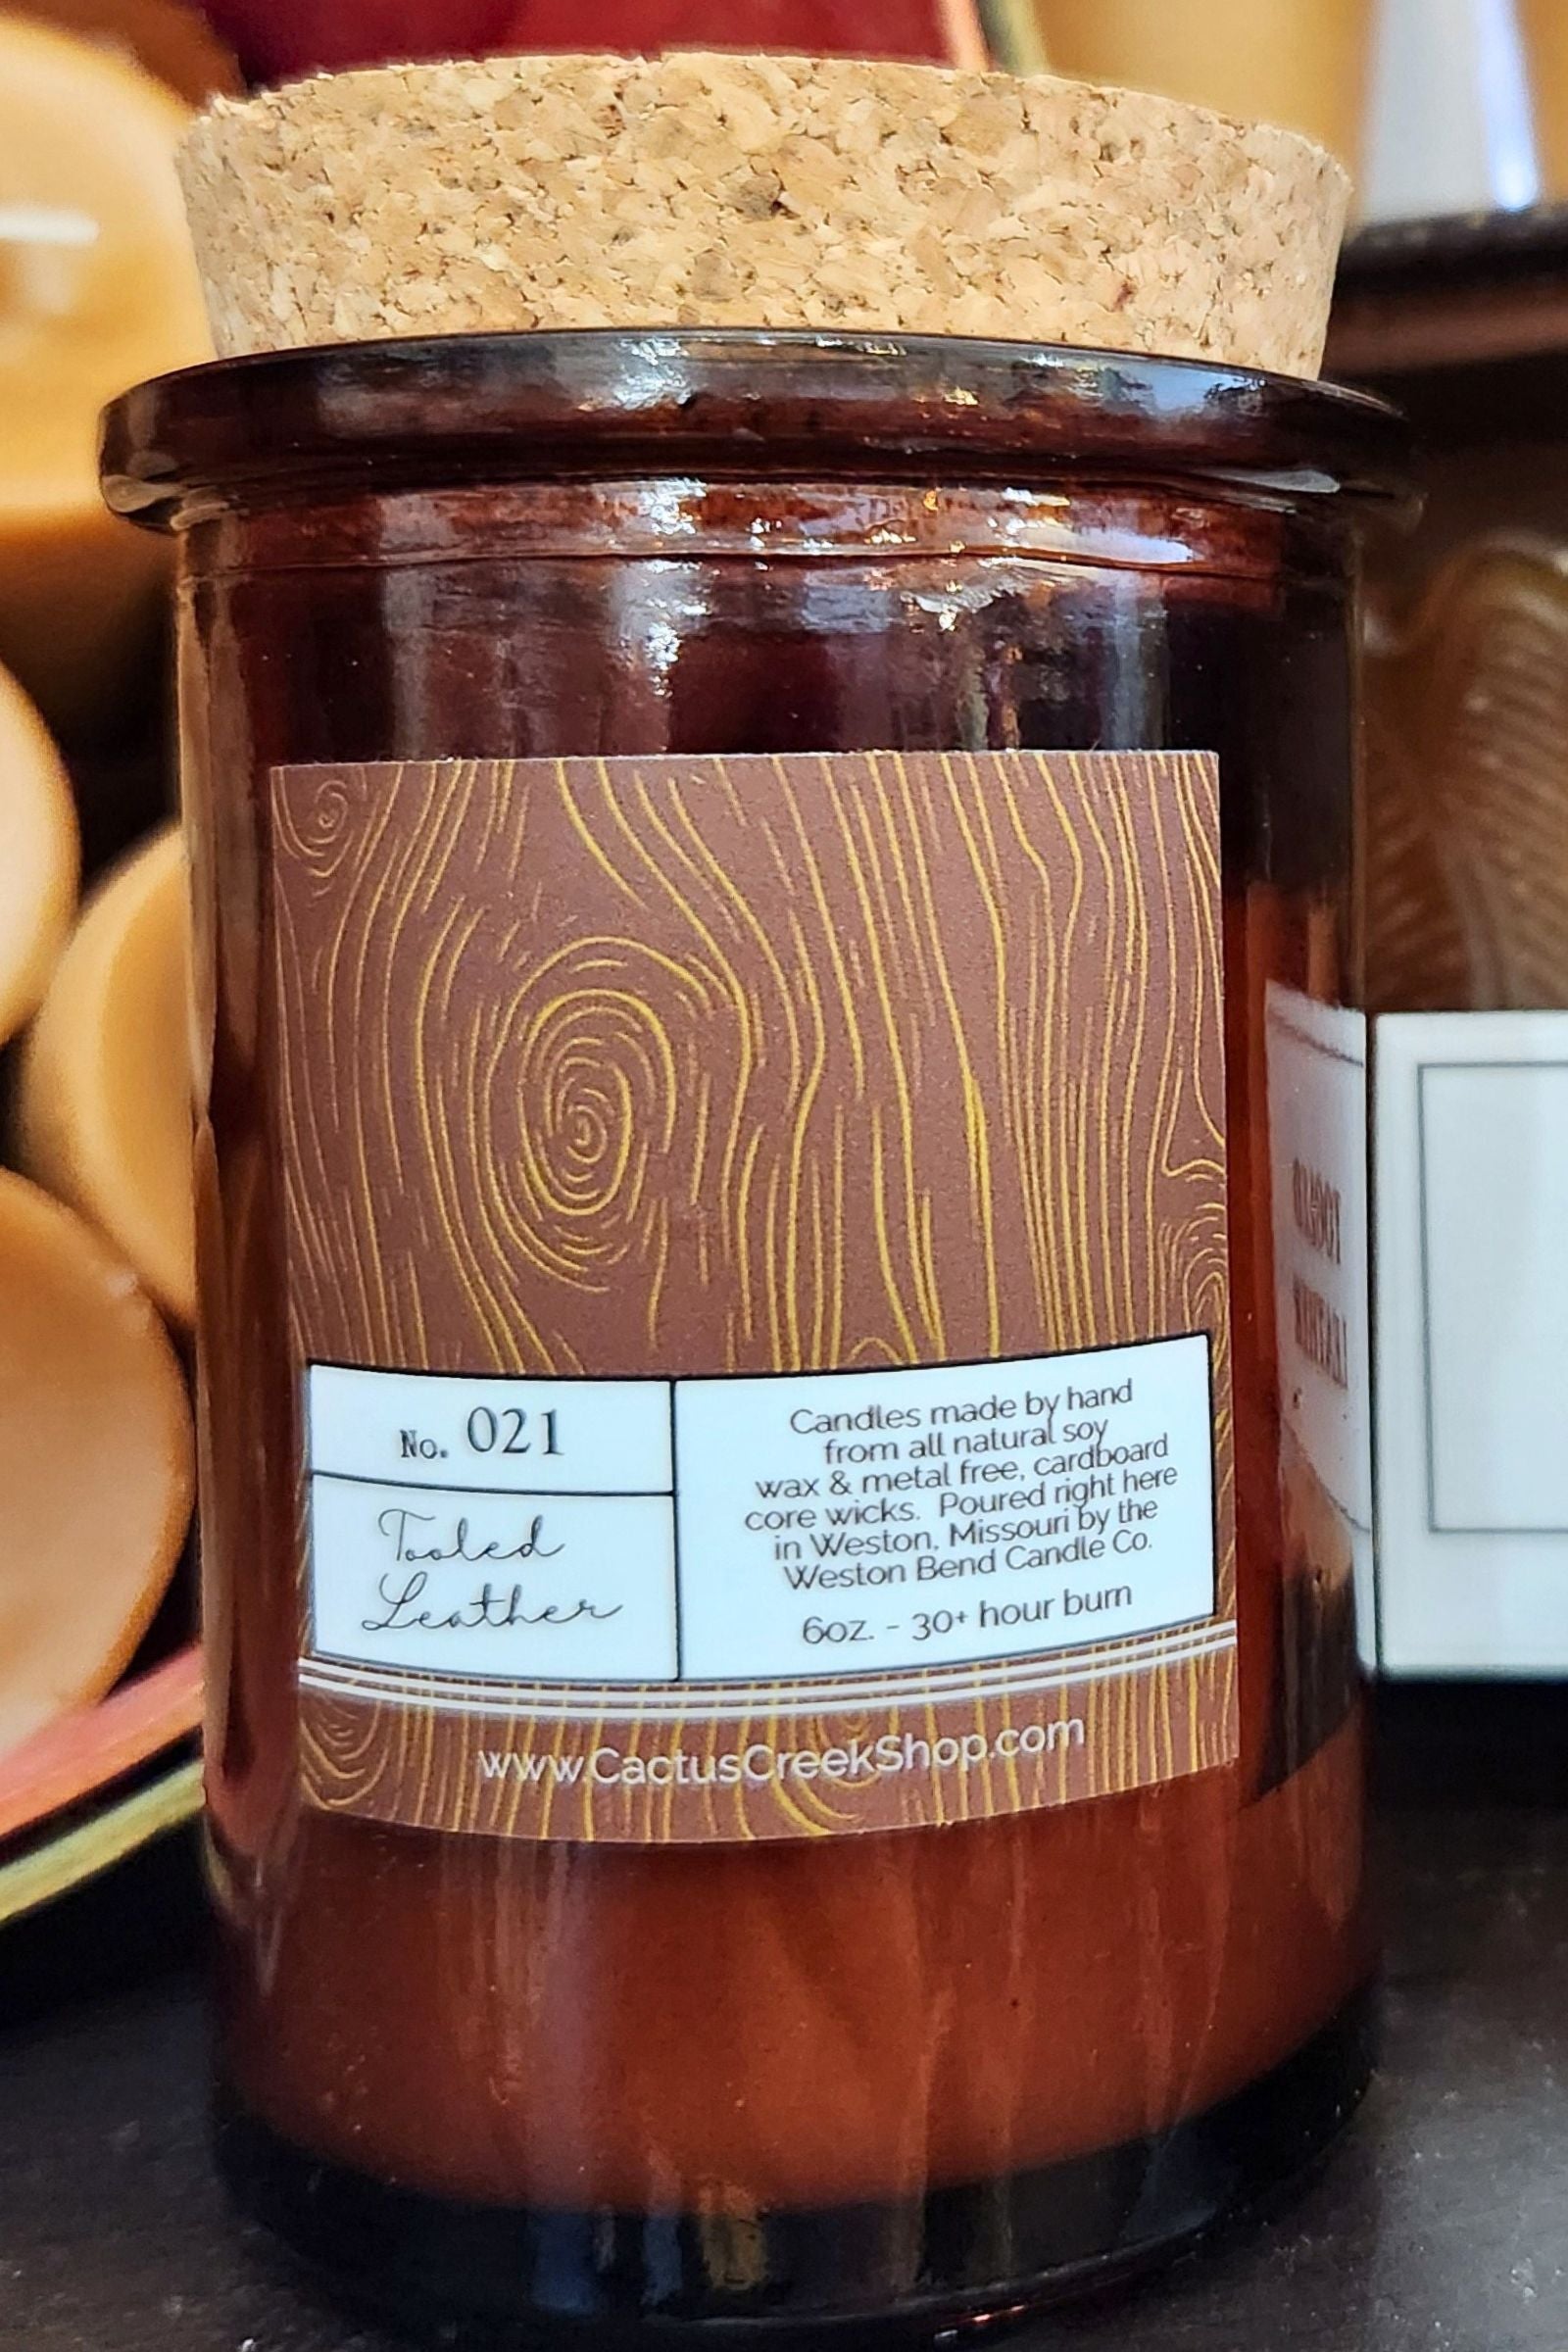 No. 021
Tooled
Leather
Candles made by hand
from all natural soy
wax & metal free, cardboard
core wicks.  Poured right here
in Weston, Missouri by the
Weston Bend Candle Co.
6oz. - 30+ hour burn
www.CactusCreekShop.com